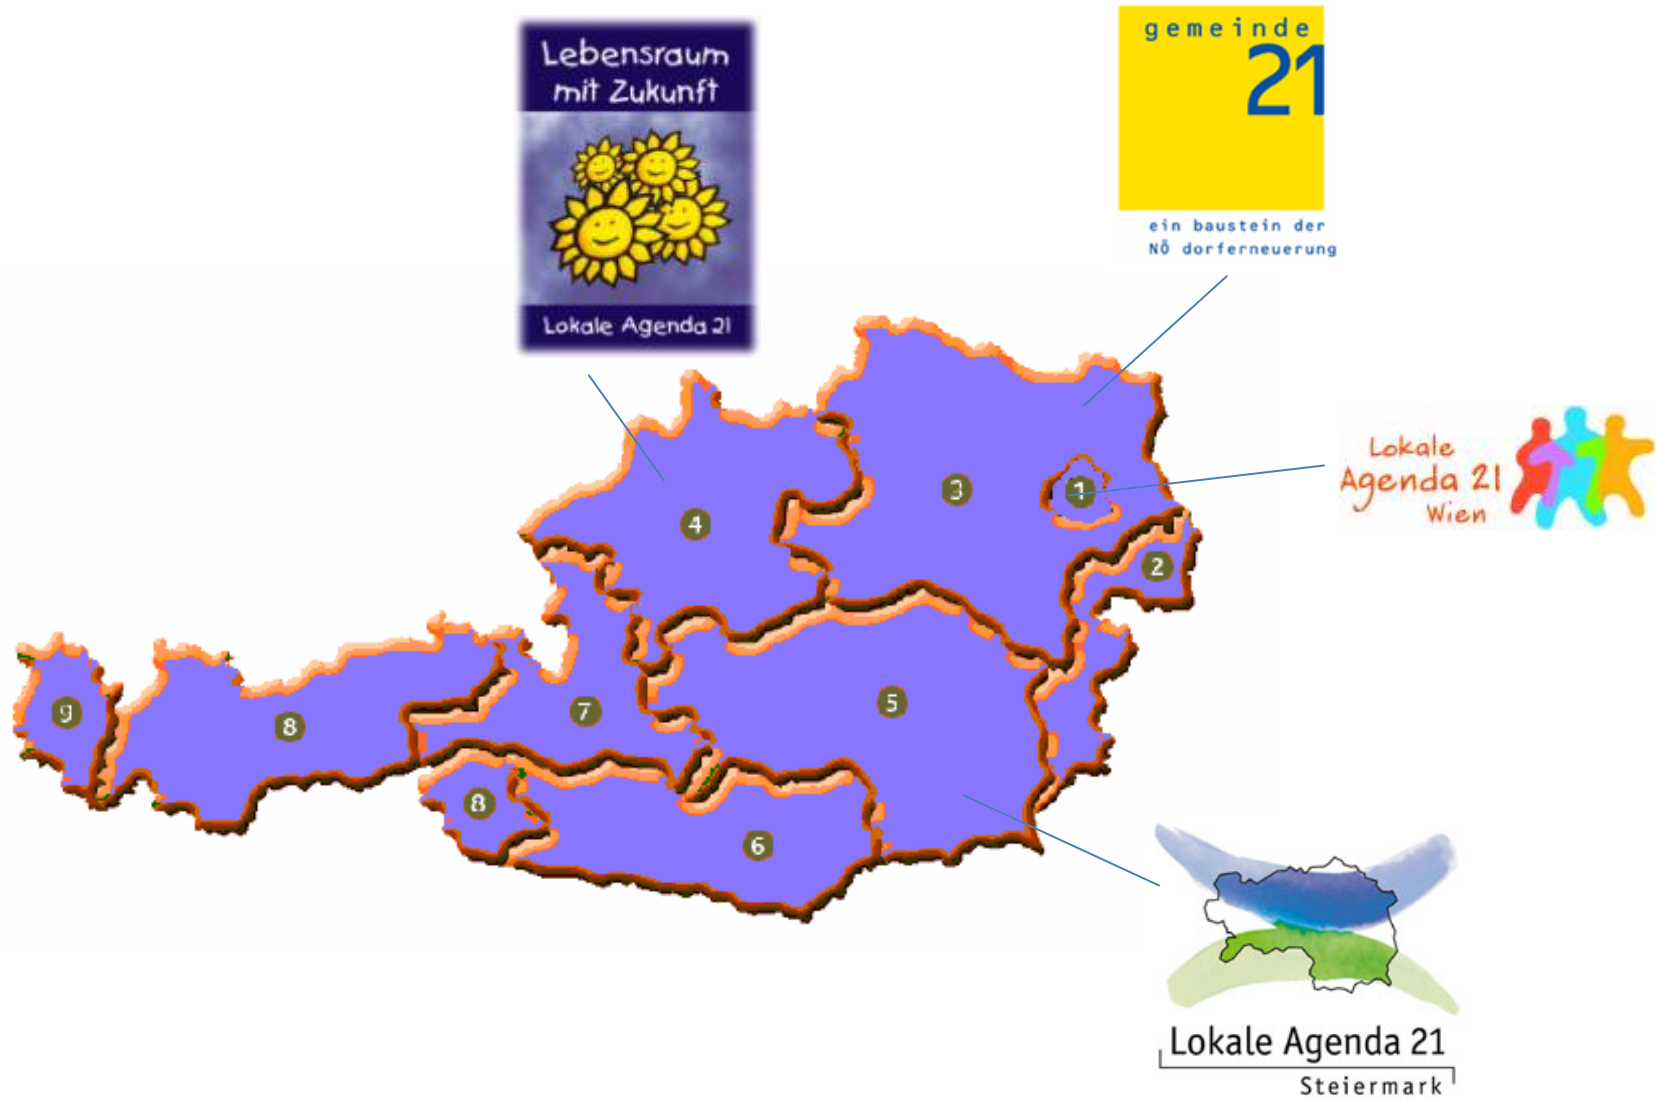 Lebensraum
mit Zukunft
Lokale Agenda 21
gemeinde
21
ein baustein der
NÖ dorferneuerung
Lokale
Agenda 21
Wien
3
1
4
2
9
8
7
5
8
6
Lokale Agenda 21
Steiermark